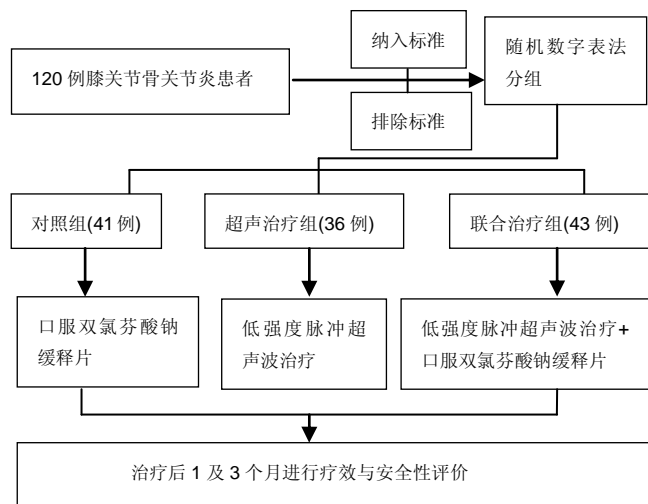 纳入标准
120 例膝关节骨关节炎患者
随机数字表法
分组
排除标准
对照组(41 例)
超声治疗组(36 例)
联合治疗组(43 例)
口服双氯芬酸钠
缓释片
低强度脉冲超
声波治疗
低强度脉冲超声波治疗+
口服双氯芬酸钠缓释片
治疗后 1 及 3 个月进行疗效与安全性评价